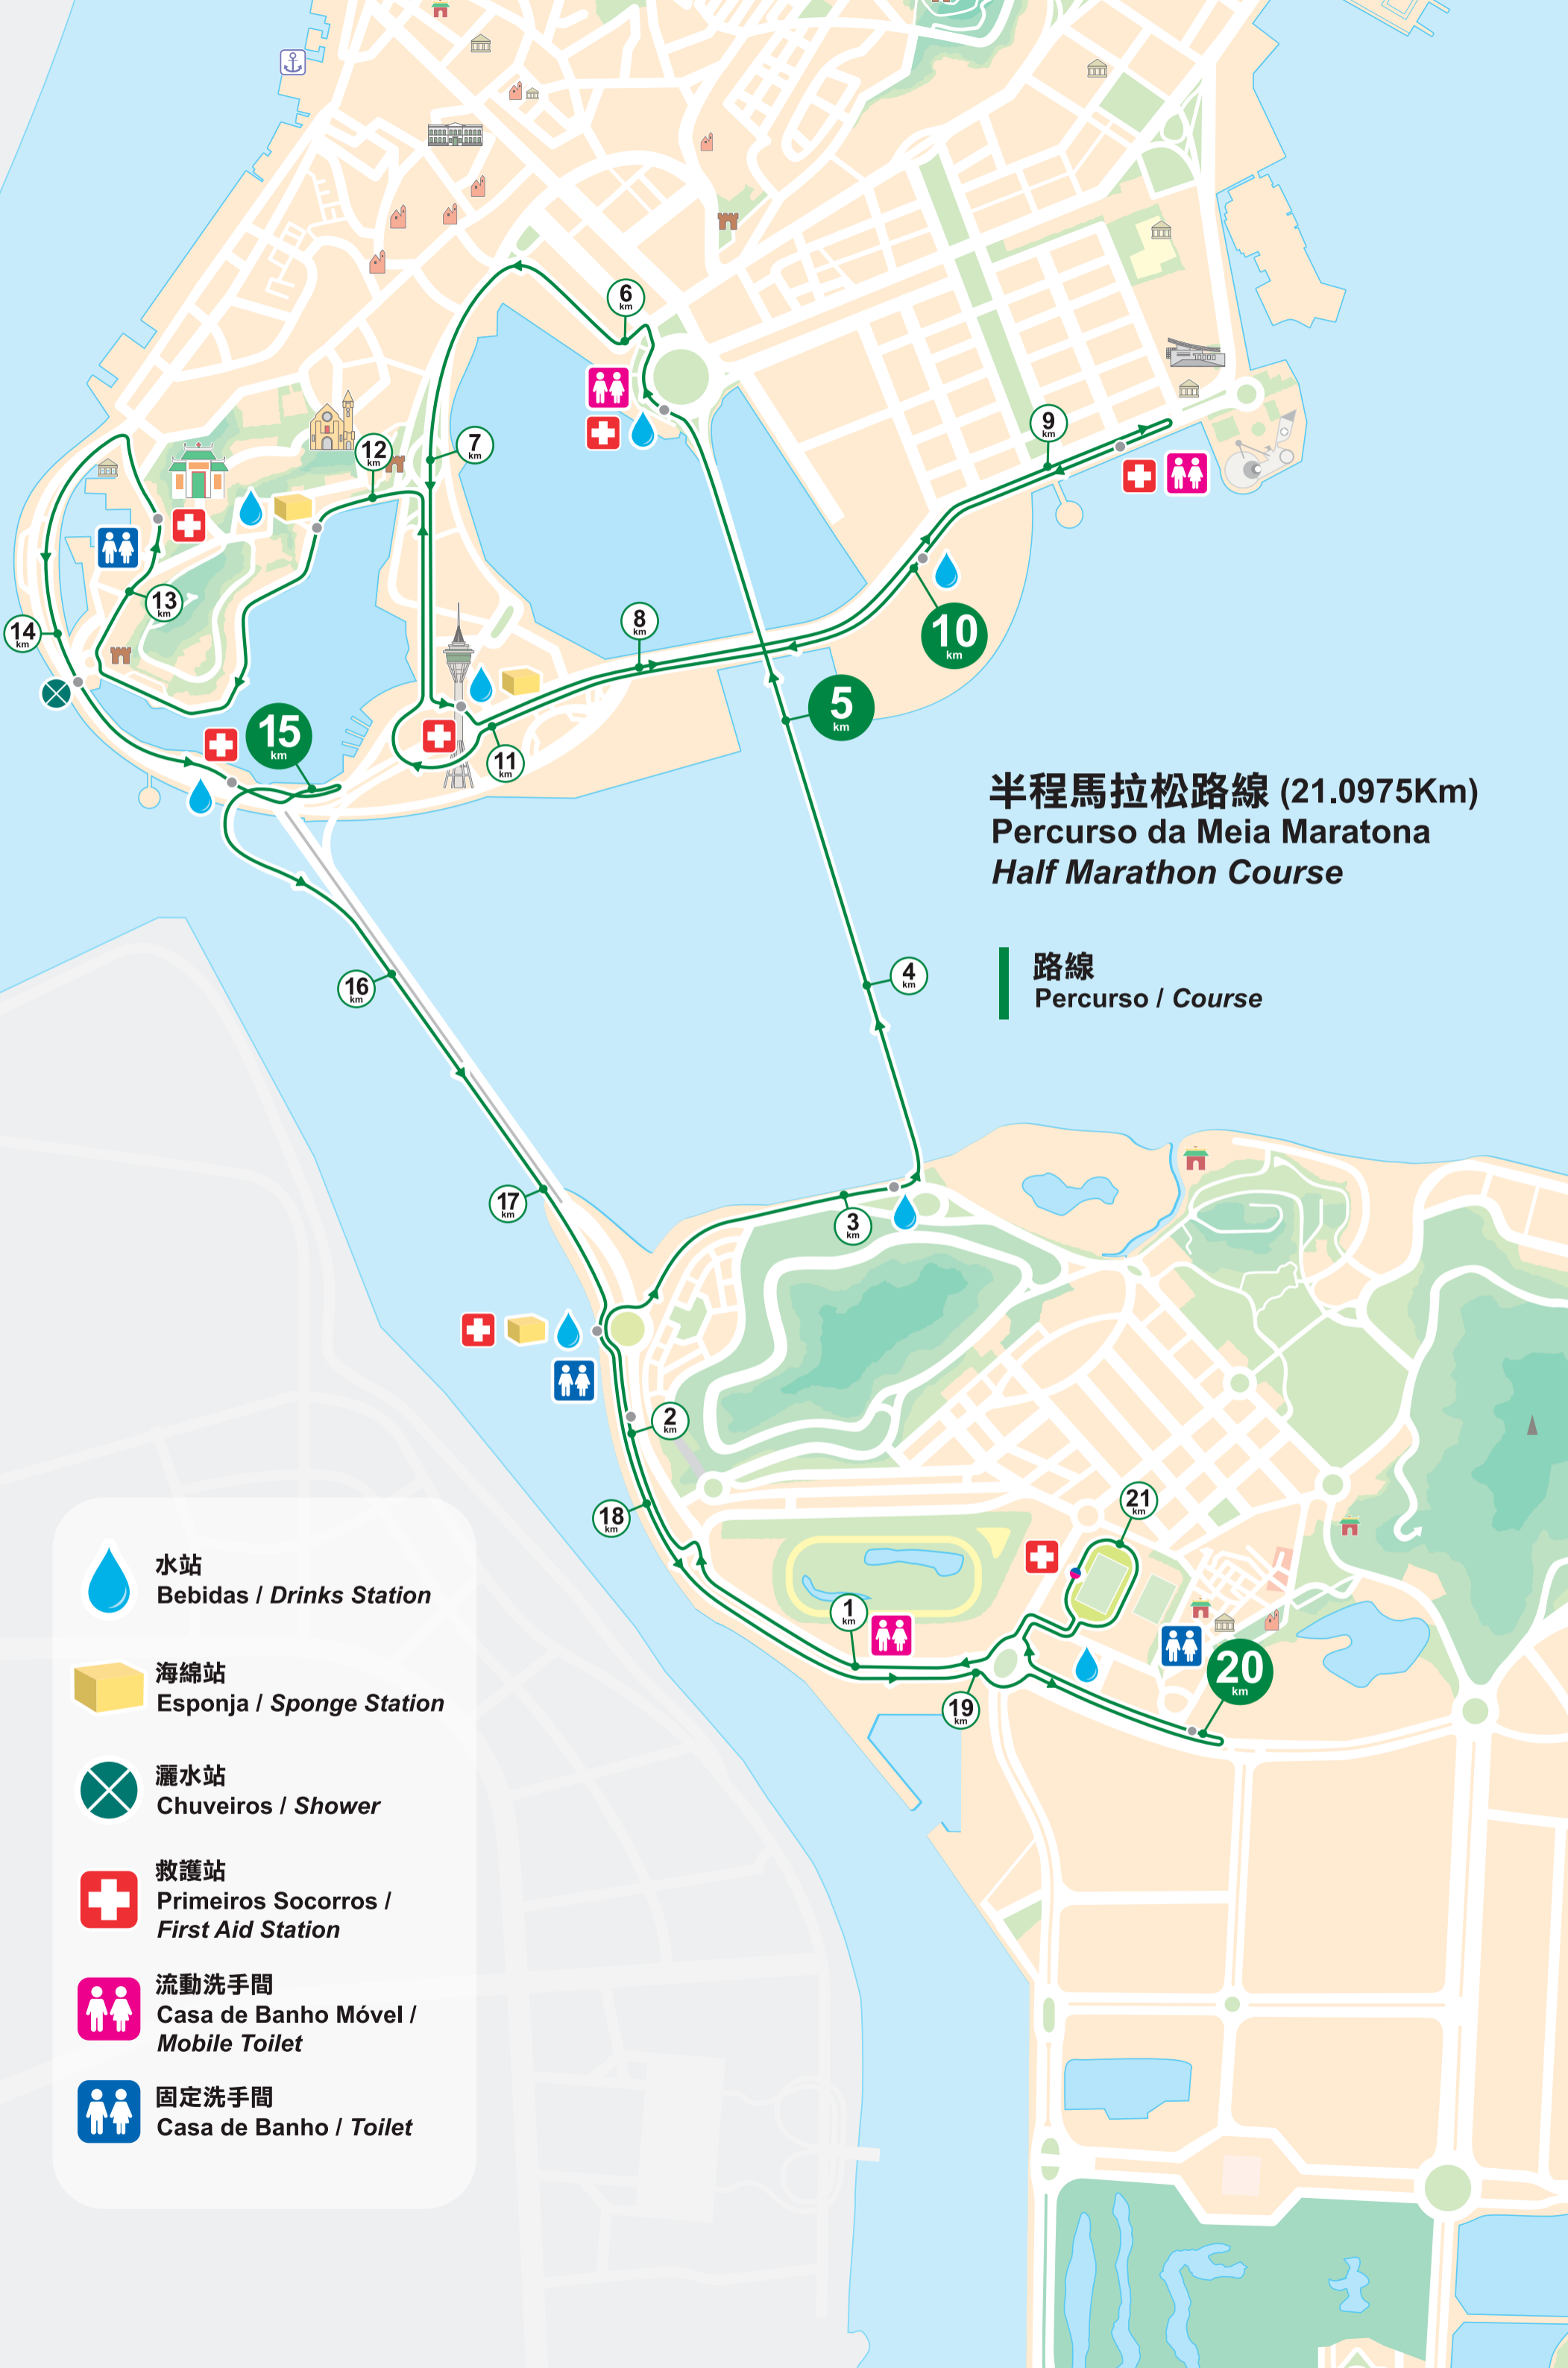 6
km
7
km
9
km
12
km
13
km
8
km
14
km
10
km
5
km
15
km
11
km
半程馬拉松路線 (21.0975Km)
Percurso da Meia Maratona
Half Marathon Course
路線
Percurso / Course
16
km
4
km
17
km
3
km
2
km
18
km
21
km
1
km
20
km
19
km
水站
Bebidas / Drinks Station
海綿站
Esponja / Sponge Station
灑水站
Chuveiros / Shower
救護站
Primeiros Socorros /
First Aid Station
流動洗手間
Casa de Banho Móvel /
Mobile Toilet
固定洗手間
Casa de Banho / Toilet